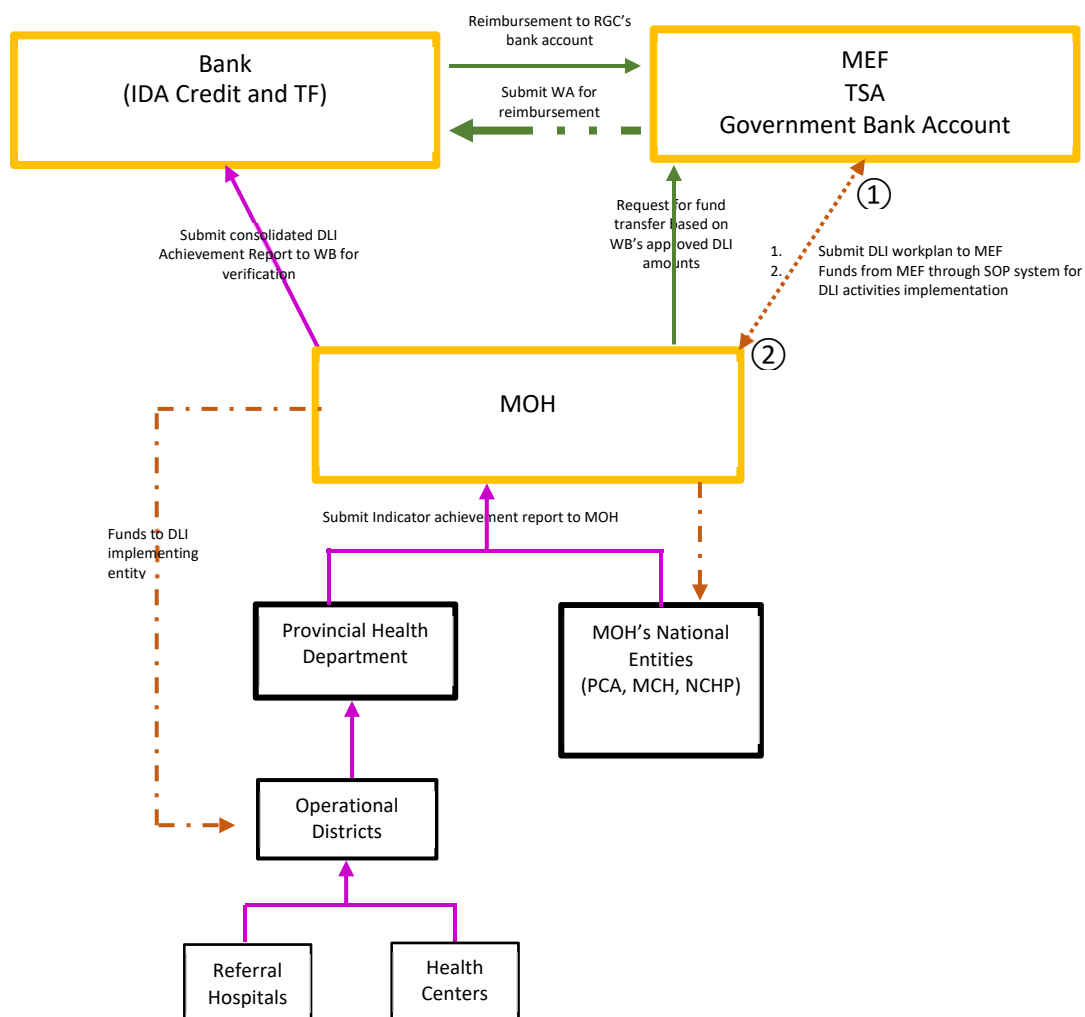 Reimbursement to RGC's
bank account
Bank
(IDA Credit and TF)
MEF
TSA
Government Bank Account
Submit WA for
reimbursement
①
Request for fund
transfer based on
WB's approved DLI
amounts
Submit consolidated DLI
Achievement Report to WB for
verification
1. Submit DLI workplan to MEF
2. Funds from MEF through SOP system for
DLI activities implementation
②
MOH
Submit Indicator achievement report to MOH
Funds to DLI
implementing
entity
Provincial Health
Department
MOH's National
Entities
(PCA, MCH, NCHP)
Operational
Districts
Referral
Hospitals
Health
Centers